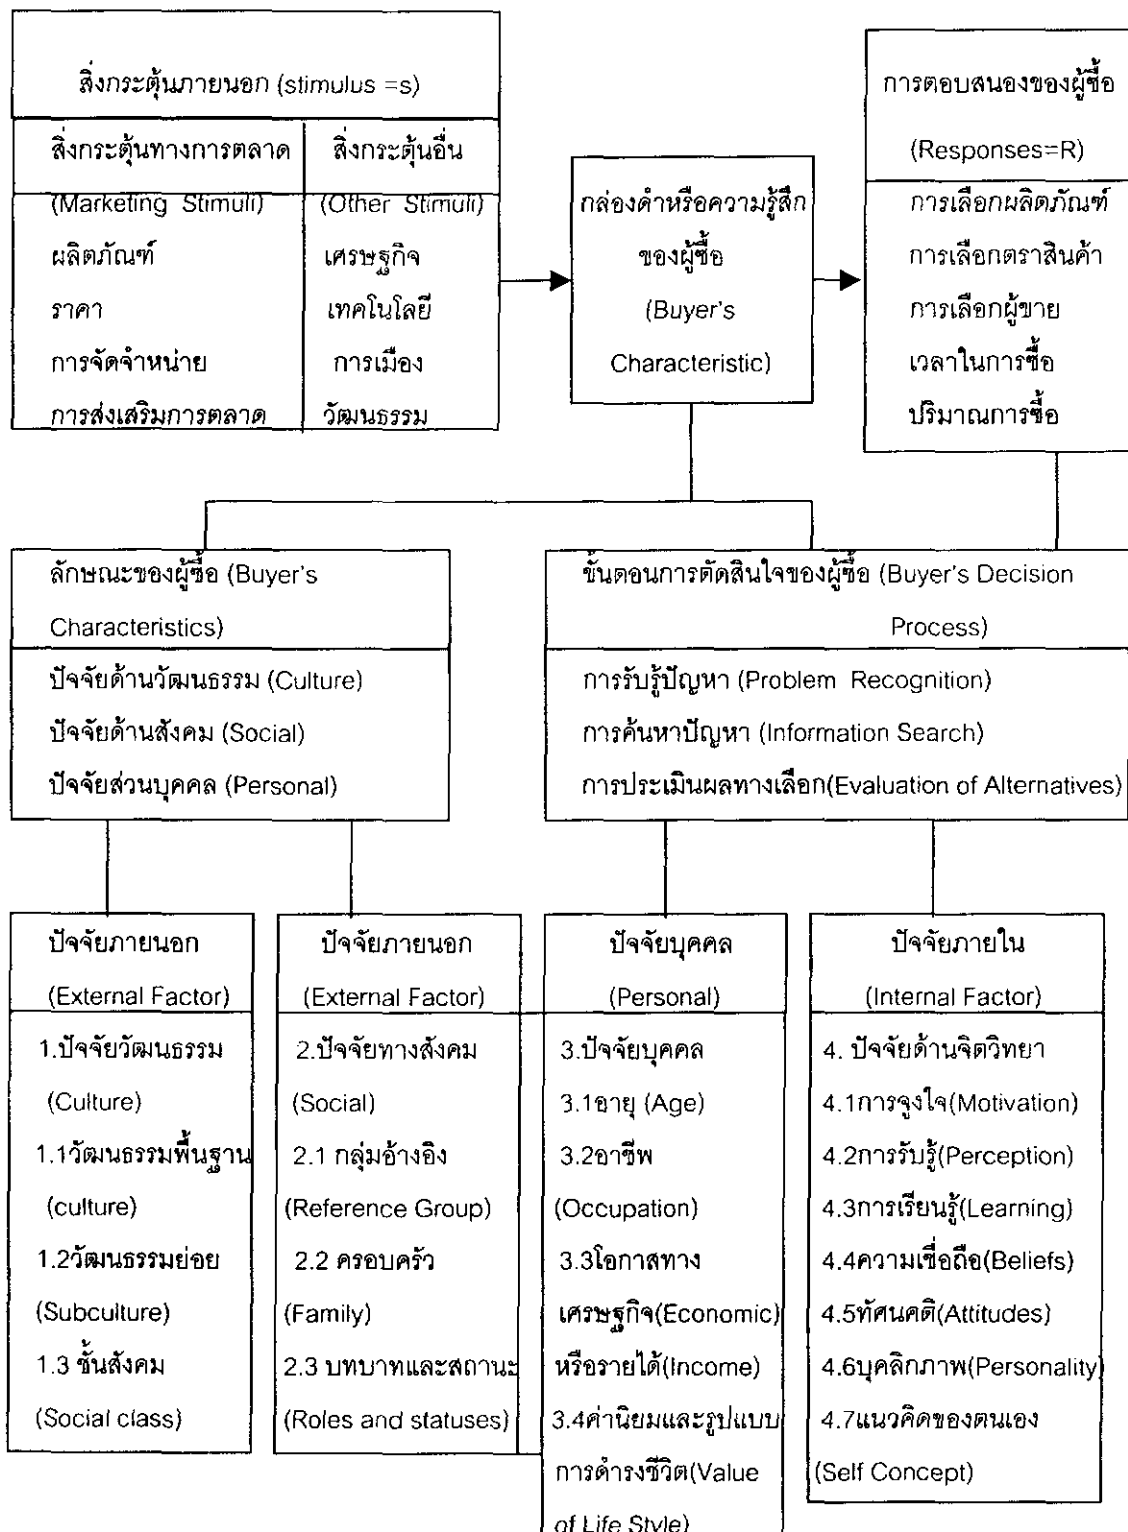 สิ่งกระตุ้นภายนอก (stimulus =s)
สิ่งกระตุ้นทางการตลาด
(Marketing Stimuli)
ผลิตภัณฑ์
ราคา
การจัดจำหน่าย
การส่งเสริมการตลาด
สิ่งกระตุ้นอื่น
(Other Stimuli)
เศรษฐกิจ
เทคโนโลยี
การเมือง
วัฒนธรรม
กล่องดำหรือความรู้สึก
ของผู้ซื้อ
(Buyer's
Characteristic)
การตอบสนองของผู้ซื้อ
(Responses=R)
การเลือกผลิตภัณฑ์
การเลือกตราสินค้า
การเลือกผู้ขาย
เวลาในการซื้อ
ปริมาณการซื้อ
ลักษณะของผู้ซื้อ (Buyer's
Characteristics)
ปัจจัยด้านวัฒนธรรม (Culture)
ปัจจัยด้านสังคม (Social)
ปัจจัยส่วนบุคคล (Personal)
ขั้นตอนการตัดสินใจของผู้ซื้อ (Buyer's Decision
Process)
การรับรู้ปัญหา (Problem Recognition)
การค้นหาปัญหา (Information Search)
การประเมินผลทางเลือก(Evaluation of Alternatives)
ปัจจัยภายนอก
(External Factor)
1.ปัจจัยวัฒนธรรม
(Culture)
1.1วัฒนธรรมพื้นฐาน
(culture)
1.2วัฒนธรรมย่อย
(Subculture)
1.3 ชั้นสังคม
(Social class)
ปัจจัยภายนอก
(External Factor)
2.ปัจจัยทางสังคม
(Social)
2.1 กลุ่มอ้างอิง
(Reference Group)
2.2 ครอบครัว
(Family)
2.3 บทบาทและสถานะ
(Roles and statuses)
ปัจจัยบุคคล
(Personal)
3.ปัจจัยบุคคล
3.1อายุ (Age)
3.2อาชีพ
(Occupation)
3.3โอกาสทาง
เศรษฐกิจ(Economic)
หรือรายได้(Income)
3.4ค่านิยมและรูปแบบ
การดำรงชีวิต(Value
of Life Style)
ปัจจัยภายใน
(Internal Factor)
4. ปัจจัยด้านจิตวิทยา
4.1การจูงใจ(Motivation)
4.2การรับรู้(Perception)
4.3การเรียนรู้(Learning)
4.4ความเชื่อถือ(Beliefs)
4.5ทัศนคติ(Attitudes)
4.6บุคลิกภาพ(Personality)
4.7แนวคิดของตนเอง
(Self Concept)